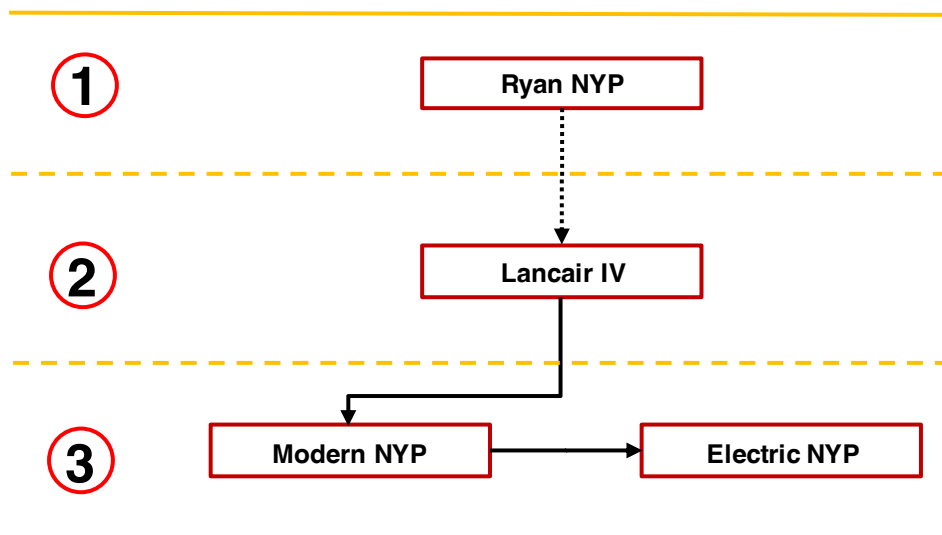 1
Ryan NYP
2
Lancair IV
3
Modern NYP
Electric NYP